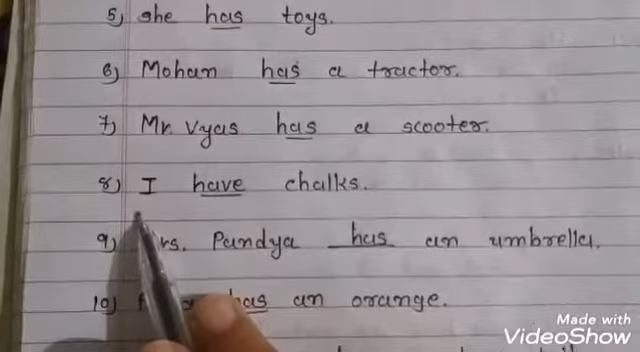 5) she has toys.
6) Mohan has a tractor.
7) Mr. Vyas has a scooter.
8) I have chalks.
9) rs. Pandya has an umbrella.
10) has an orange.
Made with
VideoShow